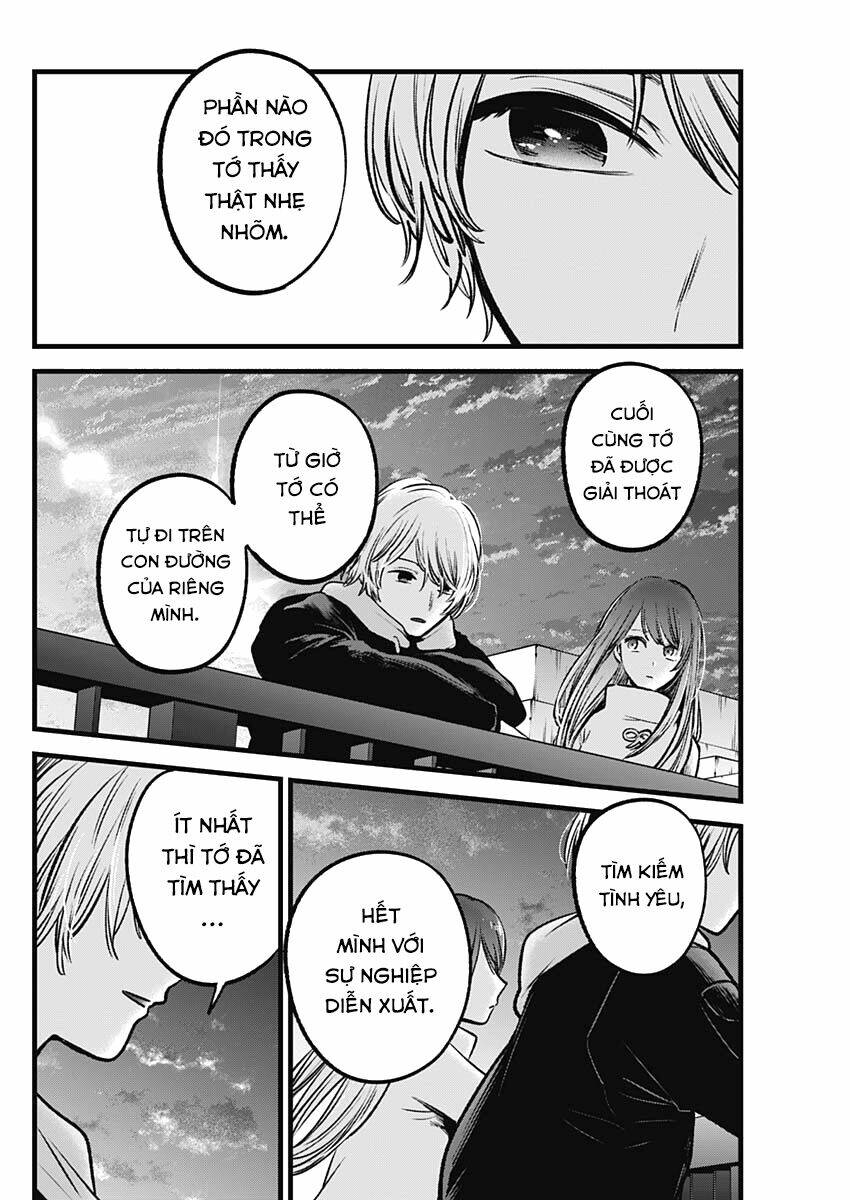 PHẦN NÀO
ĐÓ TRONG
TỚ THẤY
THẬT NHẸ
NHÕM.
CUỐI
CÙNG TỚ
ĐÃ ĐƯỢC
GIẢI THOÁT
TỪ GIỜ
TỚ CÓ
THỂ
TỰ ĐI TRÊN
CON ĐƯỜNG
CỦA RIÊNG
MÌNH.
TÌM KIẾM
TÌNH YÊU,
HẾT
MÌNH VỚI
SỰ NGHIỆP
DIỄN XUẤT.
ÍT NHẤT
THÌ TỚ ĐÃ
TÌM THẤY
...